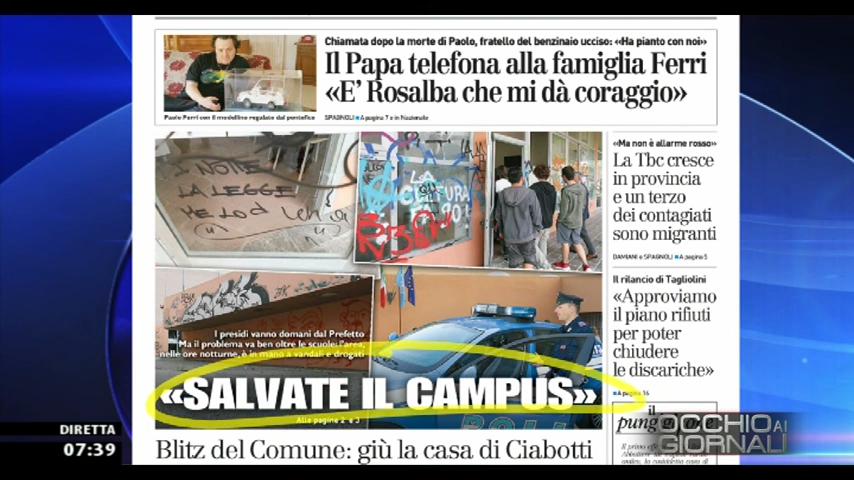 Chiamata dopo la morte di Paolo, fratello del benzinaio ucciso: «Ha pianto con noi»
Il Papa telefona alla famiglia Ferri
«E' Rosalba che mi dà coraggio»
Paolo Ferri con il modellino regalato dal pontefice
SPAGNOLI ■ A pagina 7 e in Nazionale
LA
LA LEGGE
«Ma non è allarme rosso»
La Tbc cresce
in provincia
e un terzo
dei contagiati
sono migranti
DAMIANI e SPAGNOLI ■ A pagina 5
Il rilancio di Tagliolini
«Approviamo
il piano rifiuti
per poter
chiudere
le discariche»
■ A pagina 16
I presidi vanno domani dal Prefetto
Ma il problema va ben oltre le scuole: l'area,
nelle ore notturne, è in mano a vandali e drogati
«SALVATE IL CAMPUS»
Alle pagine 2 e 3
Blitz del Comune: giù la casa di Ciabotti
il
DIRETTA
07:39
OCCHIO AI
GIORNALI